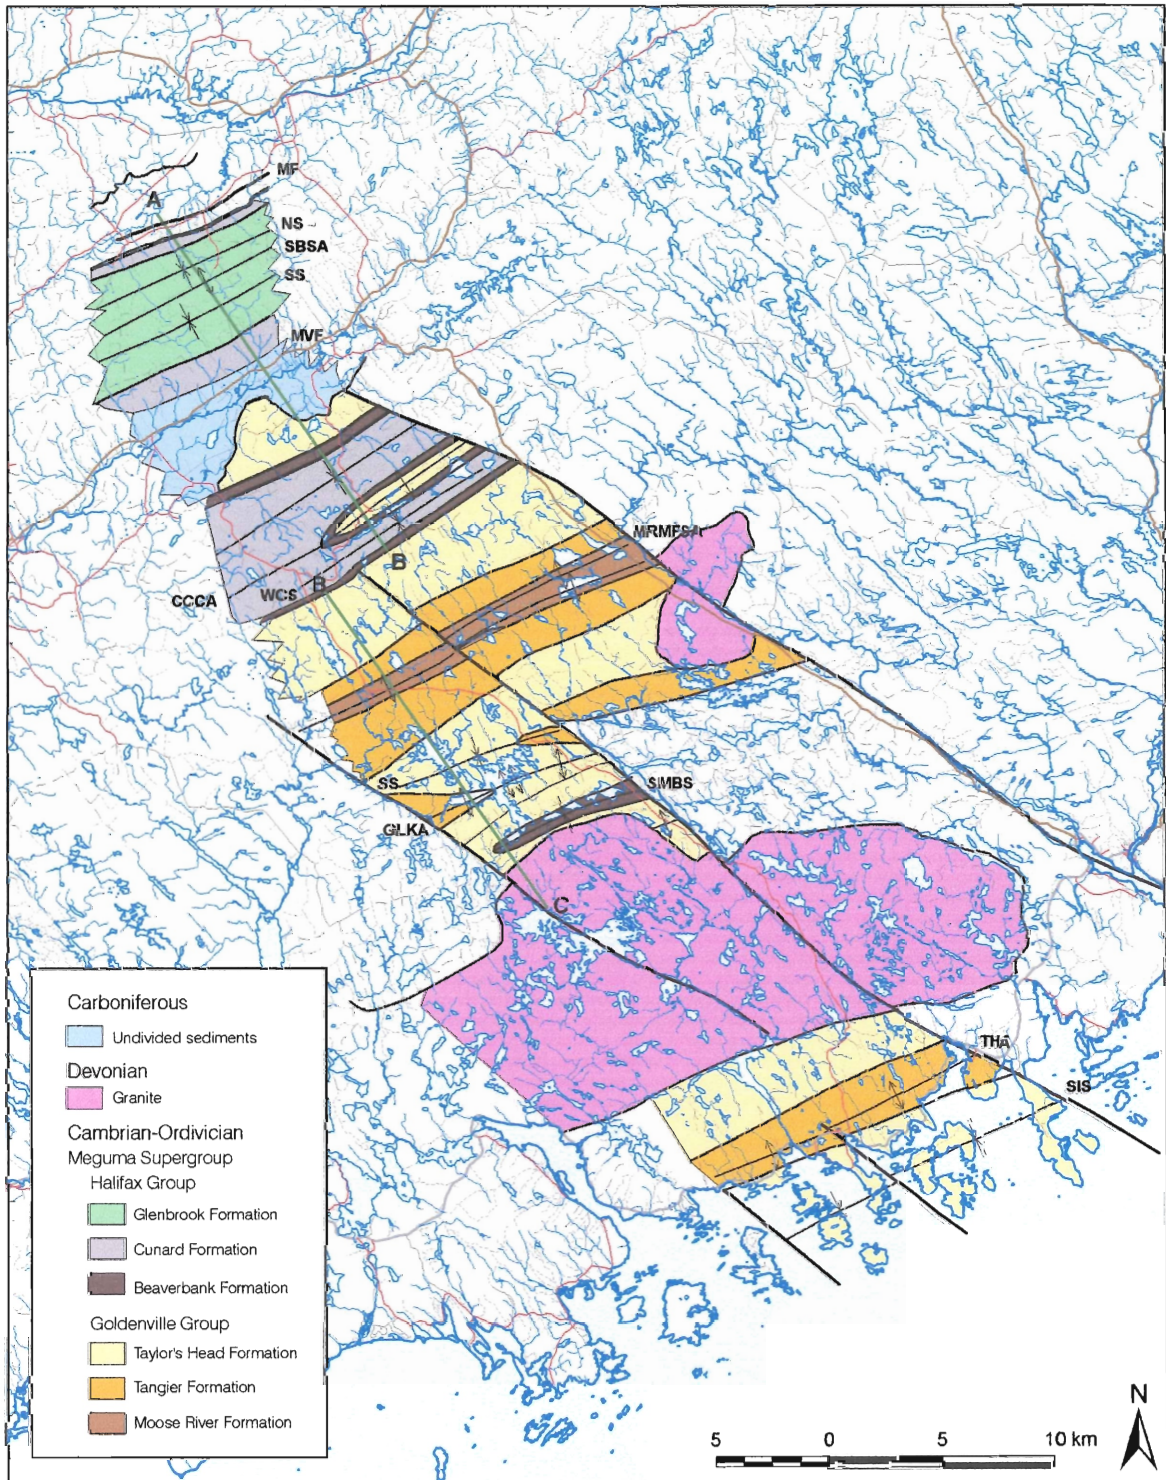 MF
A
NS
SBSA
SS
MVF
MRMFSA
B
B
WCS
CCCA
SS
SMBS
GLKA
C
THA
SIS
Carboniferous
Undivided sediments
Devonian
Granite
Cambrian-Ordivician
Meguma Supergroup
Halifax Group
Glenbrook Formation
Cunard Formation
Beaverbank Formation
Goldenville Group
Taylor's Head Formation
Tangier Formation
Moose River Formation
N
5 0 5 10 km